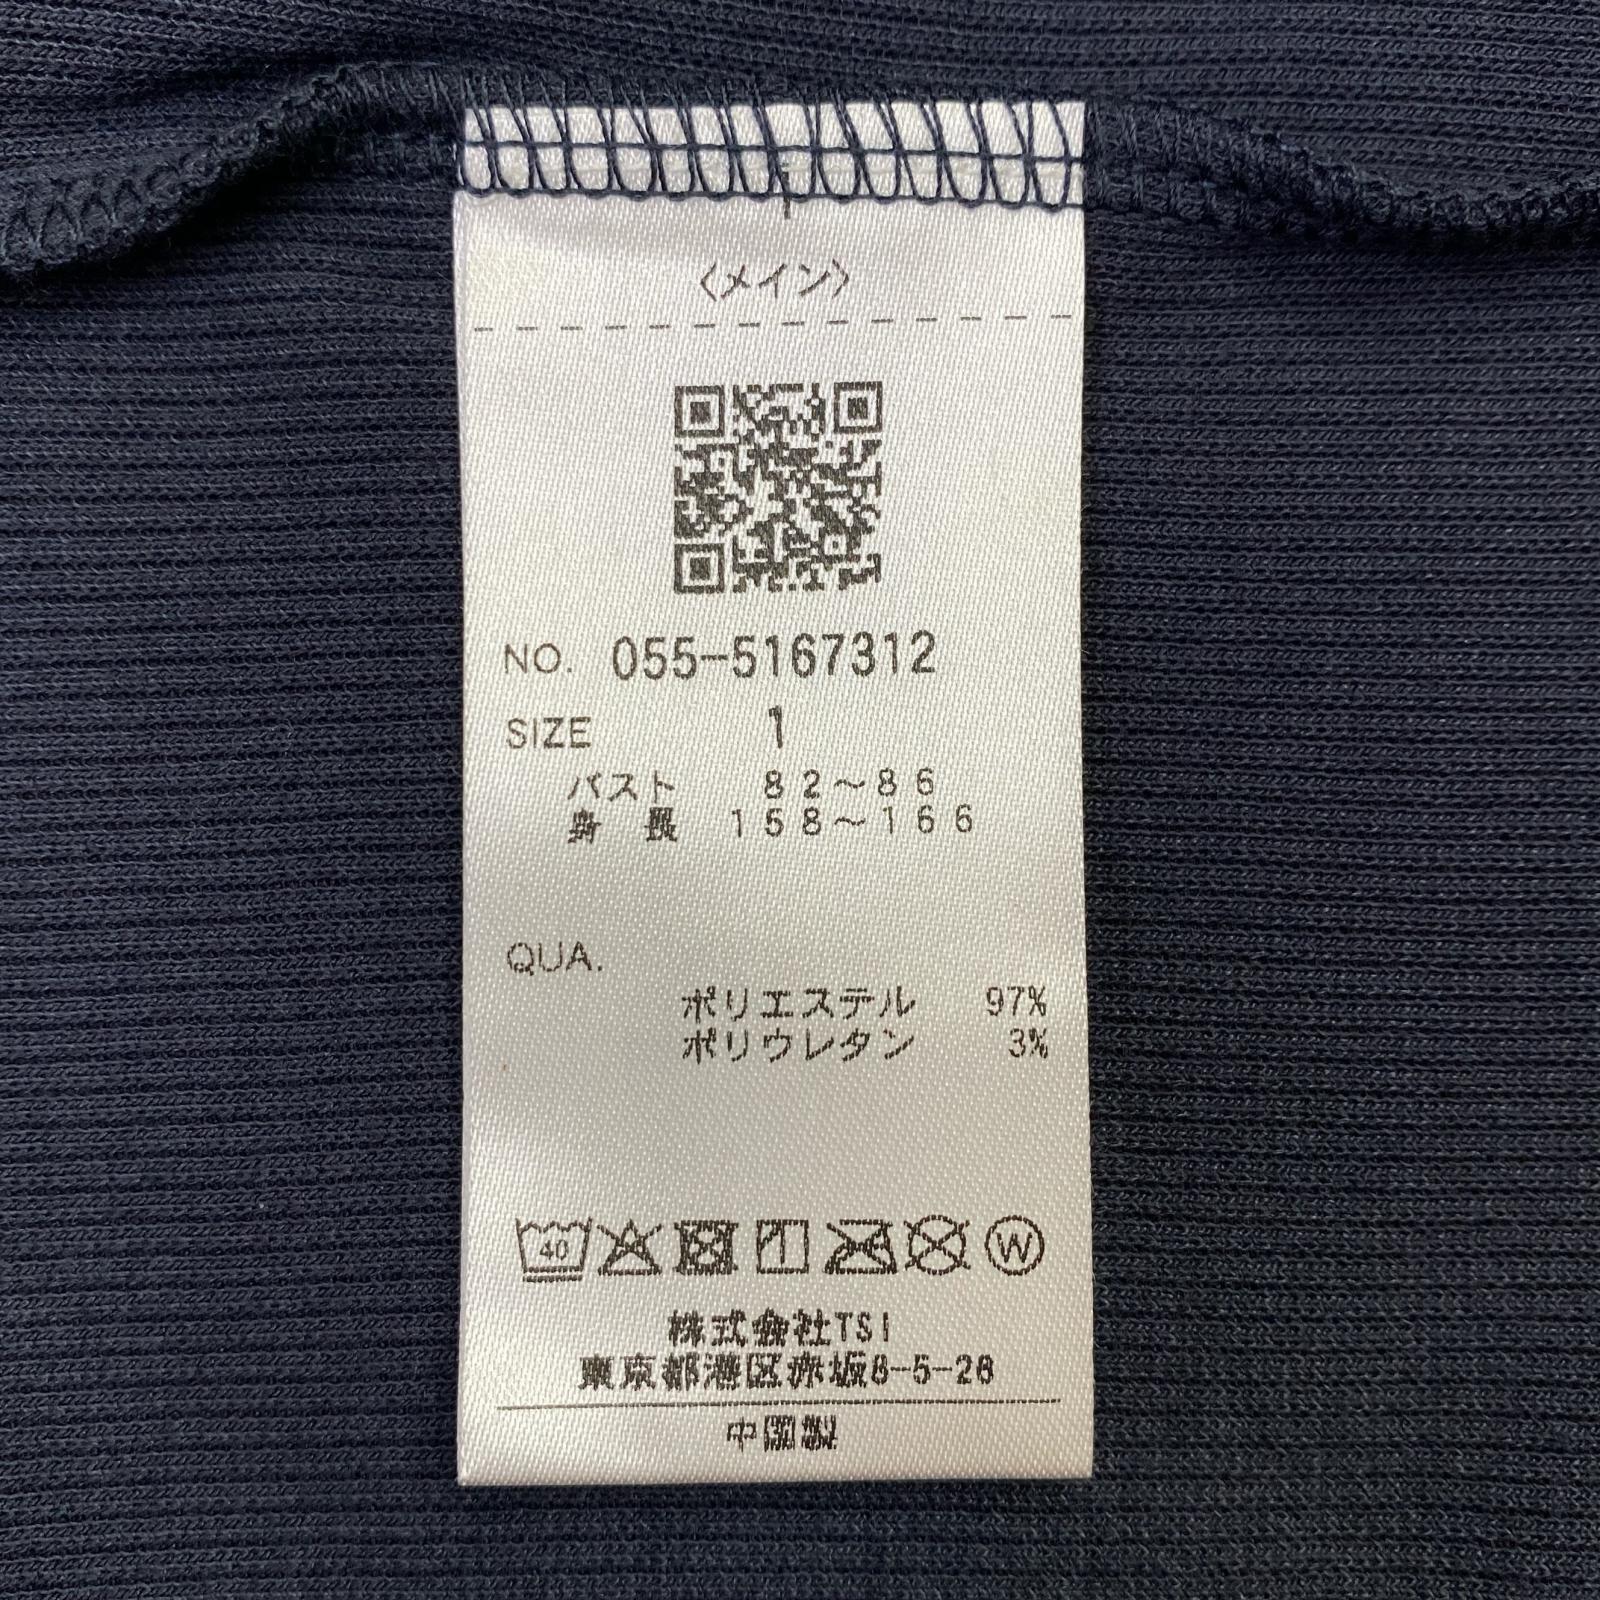 〈メイン〉
NO. 055-5167312
SIZE 1
バスト 82～86
身長 158～166
QUA.
ポリエステル 97%
ポリウレタン 3%
40
W
株式会社TSI
東京都港区赤坂8-5-28
中国製